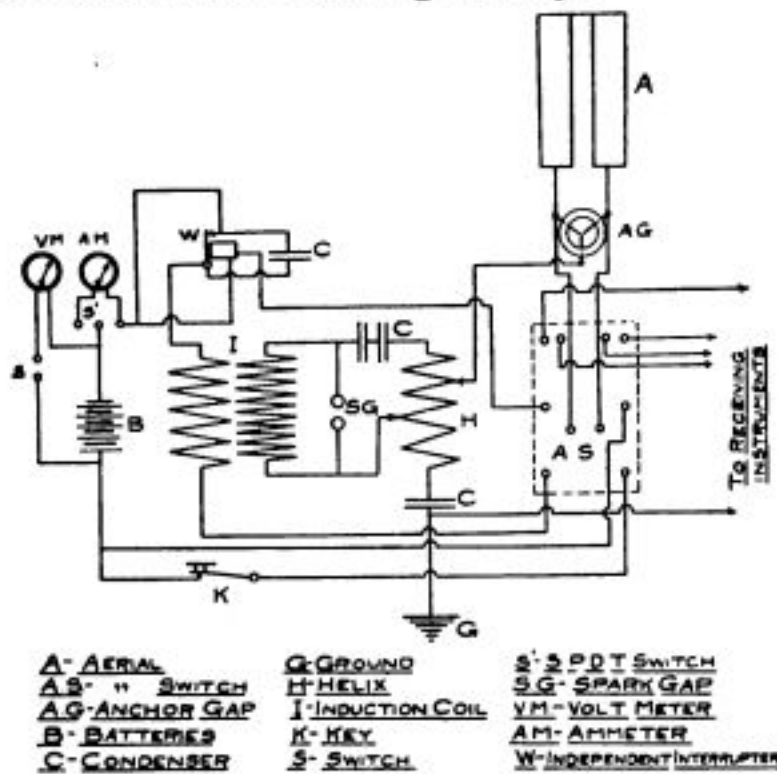 A
AG
VM
AM
W
C
S'
I
C
S
B
SG
H
A S
C
K
G
TO RECEIVING
INSTRUMENTS
A- AERIAL
A.S- " SWITCH
A.G- ANCHOR GAP
B- BATTERIES
C- CONDENSER
G- GROUND
H- HELIX
I- INDUCTION COIL
K- KEY
S- SWITCH
S'- S P D T SWITCH
S.G- SPARK GAP
VM- VOLT METER
AM- AMMETER
W- INDEPENDENT INTERRUPTER